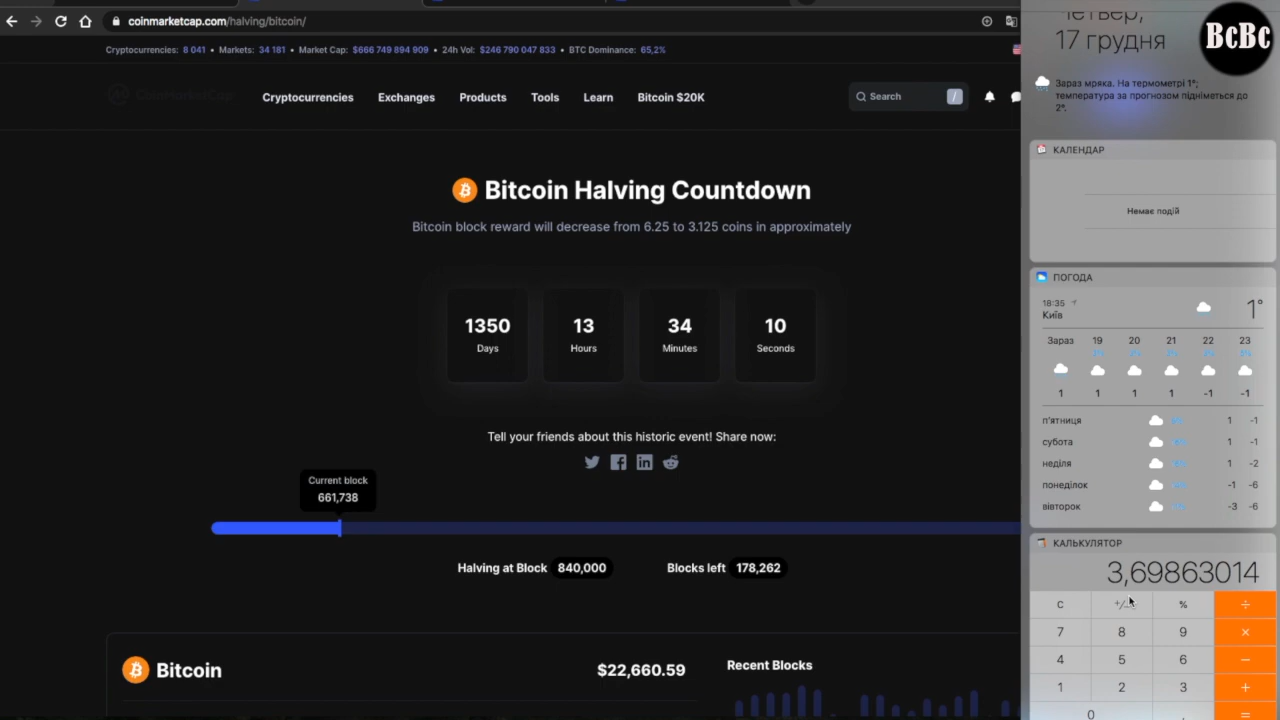 coinmarketcap.com/halving/bitcoin/
Cryptocurrencies: 8 041 • Markets: 34 181 • Market Cap: $666 749 894 909 • 24h Vol: $246 790 047 833 • BTC Dominance: 65,2%
CoinMarketCap
Cryptocurrencies Exchanges Products Tools Learn Bitcoin $20K
Search /
Bitcoin Halving Countdown
Bitcoin block reward will decrease from 6.25 to 3.125 coins in approximately
1350 13 34 10
Days Hours Minutes Seconds
Tell your friends about this historic event! Share now:
Current block
661,738
Halving at Block 840,000 Blocks left 178,262
Bitcoin $22,660.59 Recent Blocks
четвер,
17 грудня
BcBc
Зараз мряка. На термометрі 1°;
температура за прогнозом підніметься до
2°.
КАЛЕНДАР
Немає подій
ПОГОДА
18:35
Київ
1°
Зараз 19 20 21 22 23
1 1 1 1 -1 -1
п'ятниця 1 -1
субота 1 -1
неділя 1 -2
понеділок -1 -6
вівторок -3 -6
КАЛЬКУЛЯТОР
3,69863014
C +/- % ÷
7 8 9 ×
4 5 6 −
1 2 3 +
0 , =